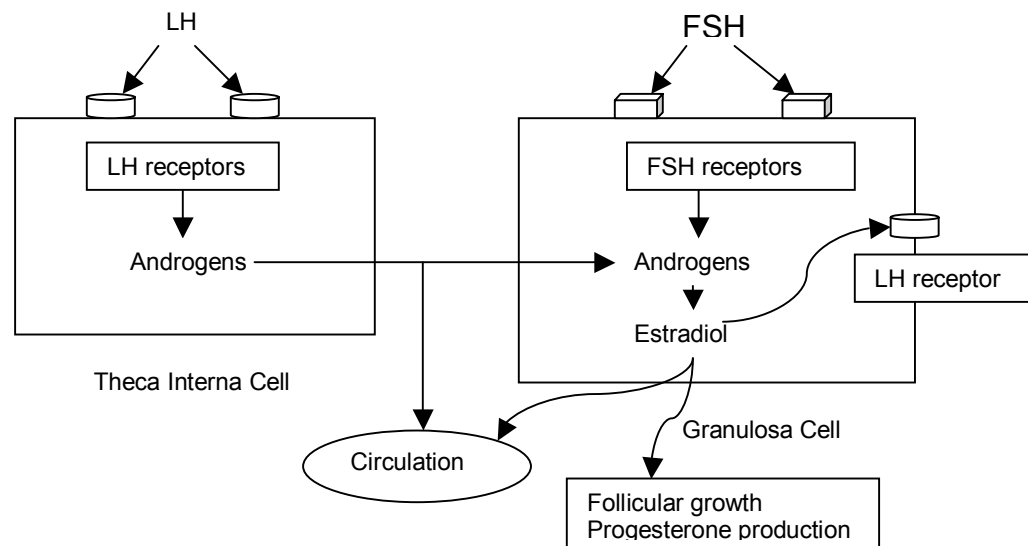 LH
FSH
LH receptors
FSH receptors
Androgens
Androgens
LH receptor
Estradiol
Theca Interna Cell
Granulosa Cell
Circulation
Follicular growth
Progesterone production